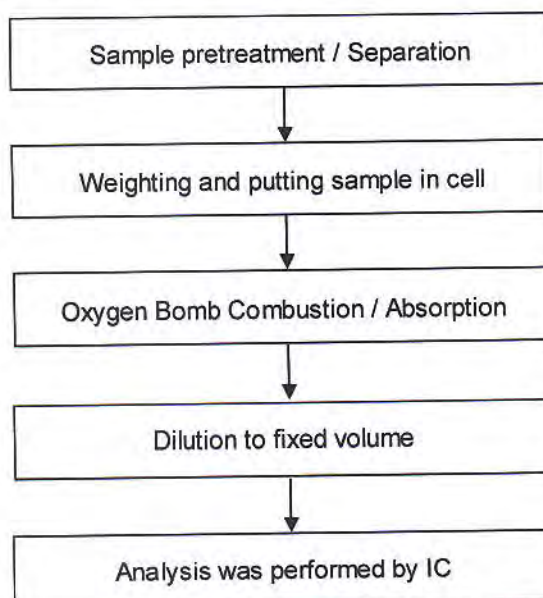 Sample pretreatment / Separation
Weighting and putting sample in cell
Oxygen Bomb Combustion / Absorption
Dilution to fixed volume
Analysis was performed by IC